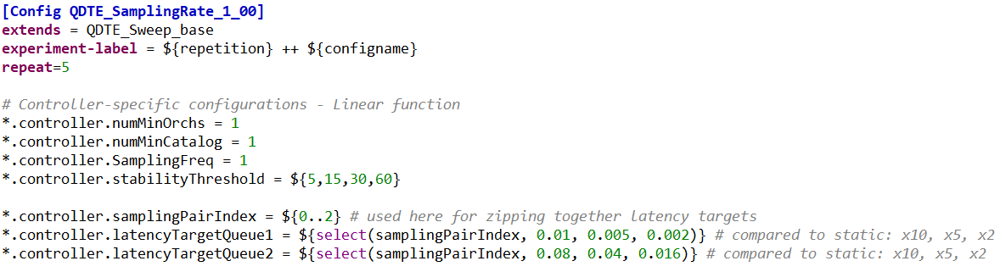 [Config QDTE_SamplingRate_1_00]
extends = QDTE_Sweep_base
experiment-label = ${repetition} ++ ${configname}
repeat=5
# Controller-specific configurations - Linear function
*.controller.numMinOrchs = 1
*.controller.numMinCatalog = 1
*.controller.SamplingFreq = 1
*.controller.stabilityThreshold = ${5,15,30,60}
*.controller.samplingPairIndex = ${0..2} # used here for zipping together latency targets
*.controller.latencyTargetQueue1 = ${select(samplingPairIndex, 0.01, 0.005, 0.002)} # compared to static: x10, x5, x2
*.controller.latencyTargetQueue2 = ${select(samplingPairIndex, 0.08, 0.04, 0.016)} # compared to static: x10, x5, x2